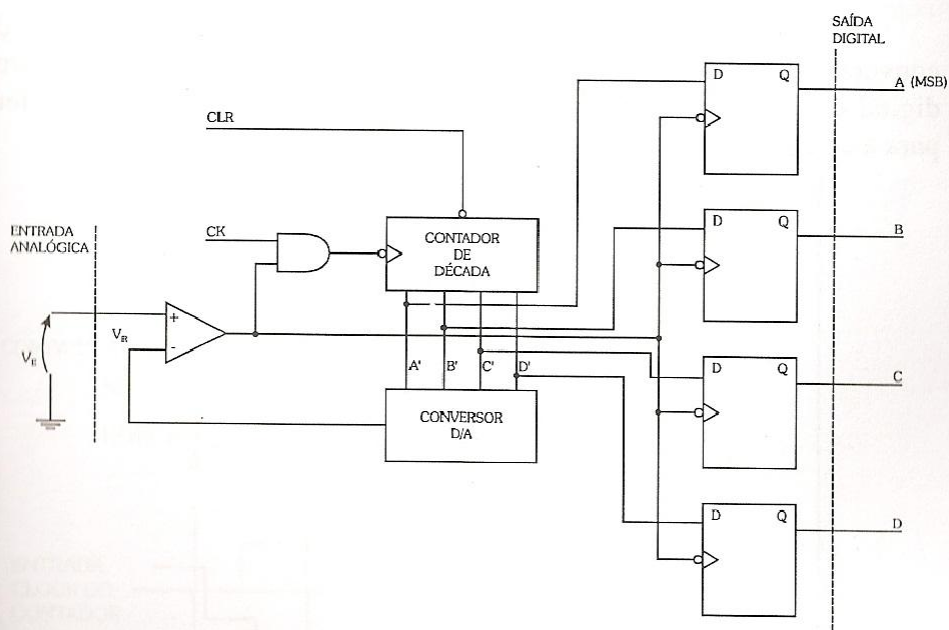 SAÍDA
DIGITAL
D Q
A (MSB)
CLR
D Q
B
ENTRADA
ANALÓGICA
CK
CONTADOR
DE
DÉCADA
+
-
V_R
V_E
A' B' C' D'
D Q
C
CONVERSOR
D/A
D Q
D